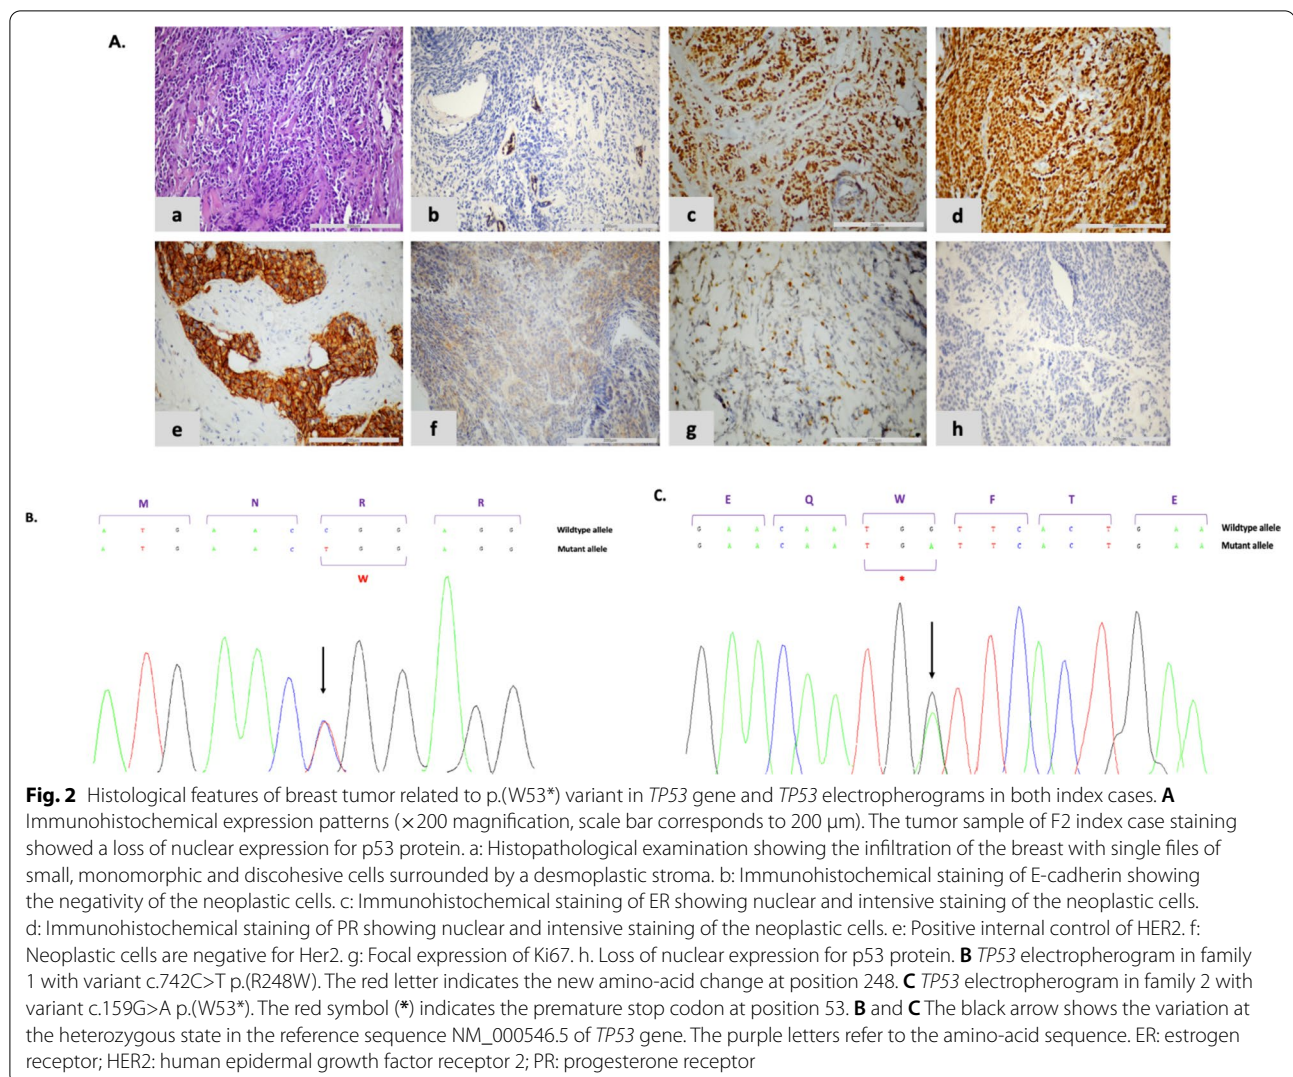 A.
a
b
c
d
e
f
g
h
B.
M N R R
A T G A A C C G G A G G Wildtype allele
A T G A A C T G G A G G Mutant allele
W
C.
E Q W F T E
G A A C A A T G G T T C A C T G A A Wildtype allele
G A A C A A T G A T T C A C T G A A Mutant allele
*
Fig. 2 Histological features of breast tumor related to p.(W53*) variant in TP53 gene and TP53 electropherograms in both index cases. A
Immunohistochemical expression patterns (×200 magnification, scale bar corresponds to 200 µm). The tumor sample of F2 index case staining
showed a loss of nuclear expression for p53 protein. a: Histopathological examination showing the infiltration of the breast with single files of
small, monomorphic and discohesive cells surrounded by a desmoplastic stroma. b: Immunohistochemical staining of E-cadherin showing
the negativity of the neoplastic cells. c: Immunohistochemical staining of ER showing nuclear and intensive staining of the neoplastic cells.
d: Immunohistochemical staining of PR showing nuclear and intensive staining of the neoplastic cells. e: Positive internal control of HER2. f:
Neoplastic cells are negative for Her2. g: Focal expression of Ki67. h. Loss of nuclear expression for p53 protein. B TP53 electropherogram in family
1 with variant c.742C>T p.(R248W). The red letter indicates the new amino-acid change at position 248. C TP53 electropherogram in family 2 with
variant c.159G>A p.(W53*). The red symbol (*) indicates the premature stop codon at position 53. B and C The black arrow shows the variation at
the heterozygous state in the reference sequence NM_000546.5 of TP53 gene. The purple letters refer to the amino-acid sequence. ER: estrogen
receptor; HER2: human epidermal growth factor receptor 2; PR: progesterone receptor